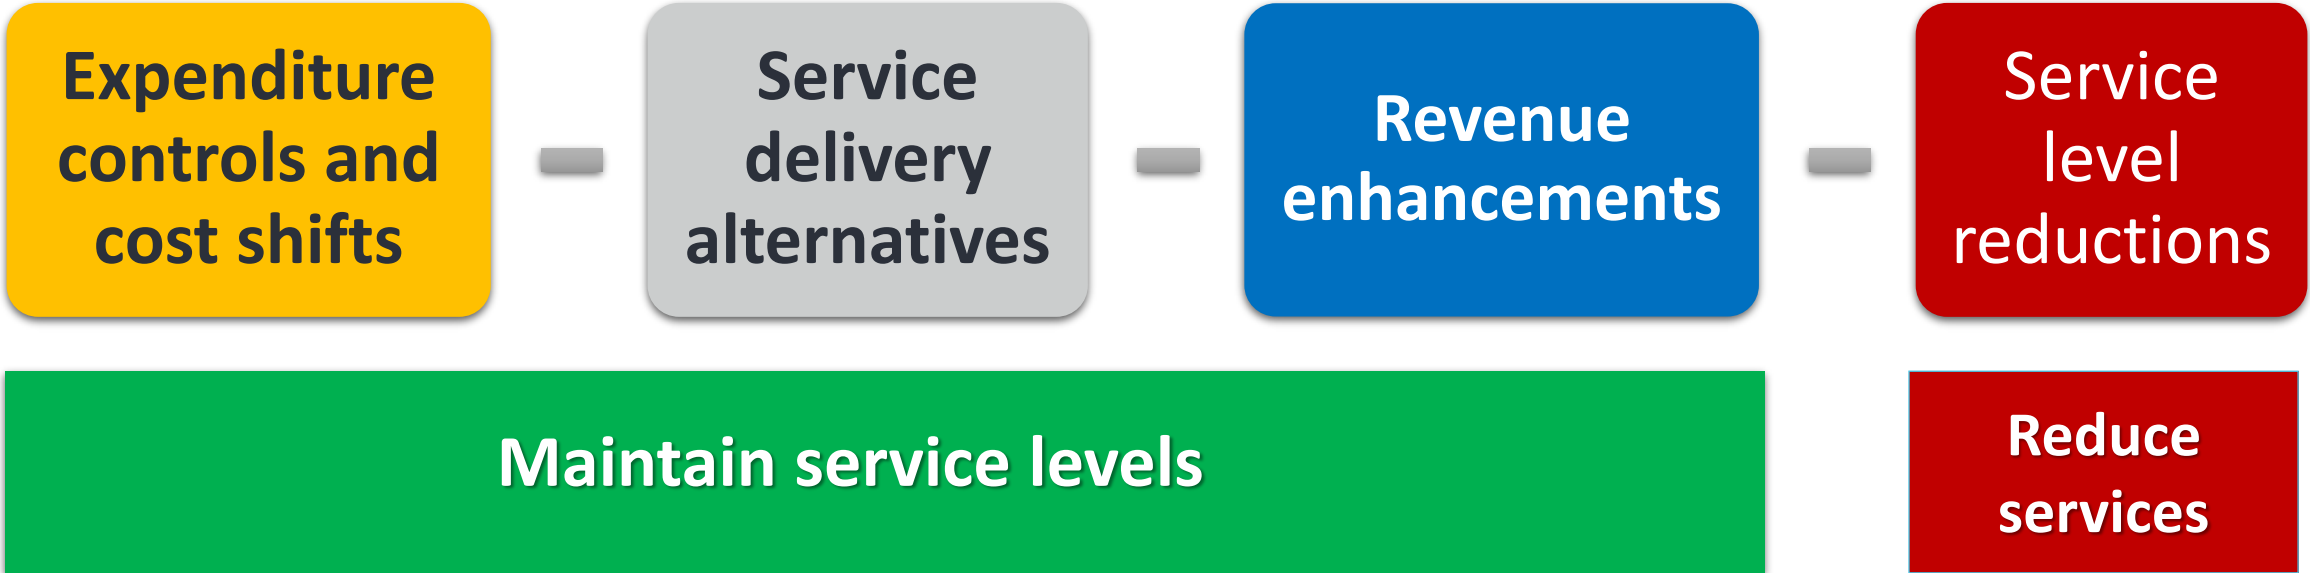 Expenditure
controls and
cost shifts
Service
delivery
alternatives
Revenue
enhancements
Service
level
reductions
Maintain service levels
Reduce
services